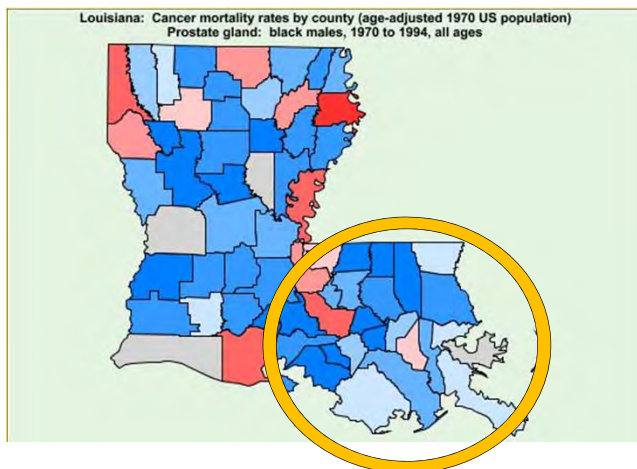 Louisiana: Cancer mortality rates by county (age-adjusted 1970 US population)
Prostate gland: black males, 1970 to 1994, all ages